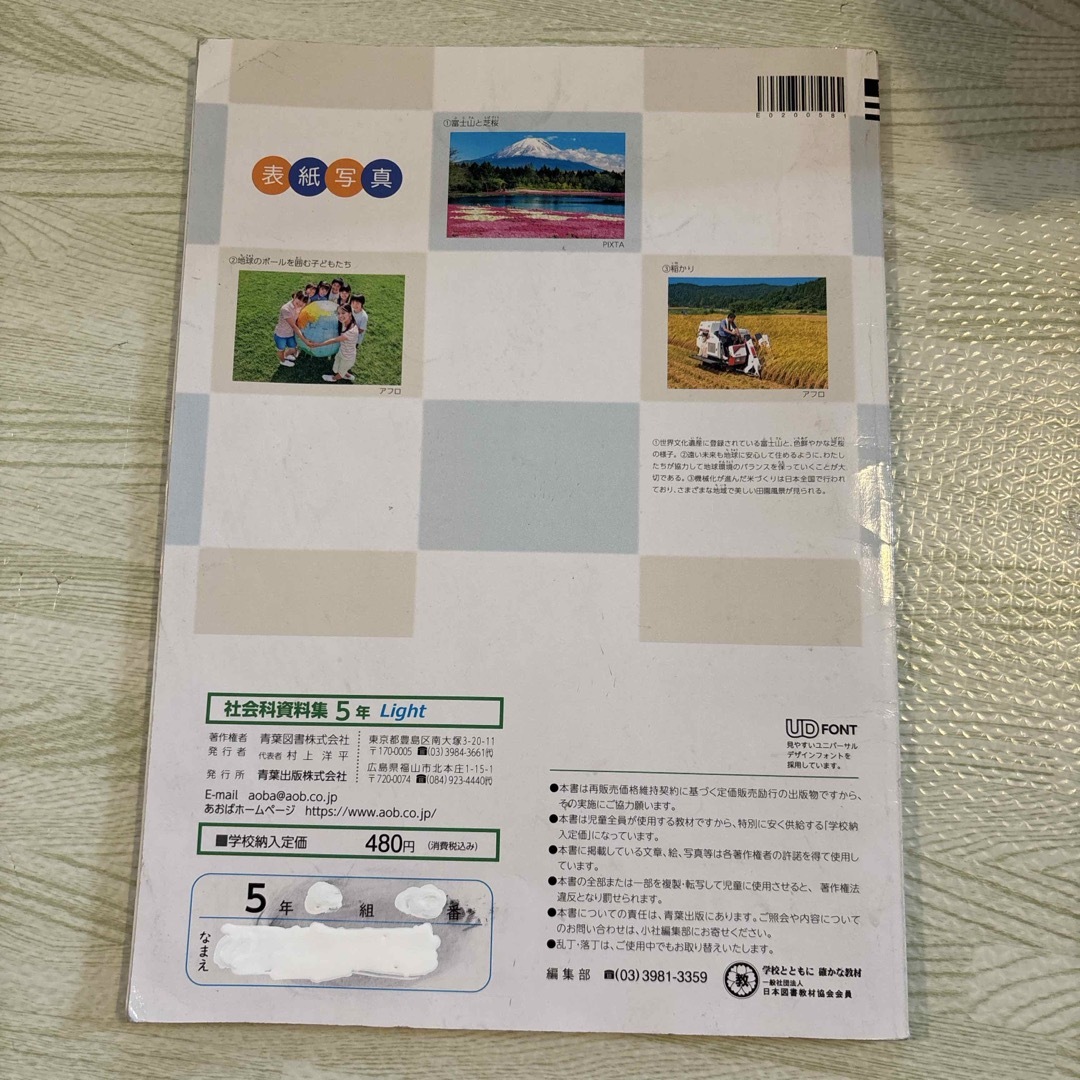 E0200581
表紙写真
①富士山と芝桜
PIXTA
②地球のボールを囲む子どもたち
アフロ
③稲かり
アフロ
①世界文化遺産に登録されている富士山と、色鮮やかな芝桜
の様子。②遠い未来も地球に安心して住めるように、わたし
たちが協力して地球環境のバランスを保っていくことが大
切である。③機械化が進んだ米づくりは日本全国で行われ
ており、さまざまな地域で美しい田園風景が見られる。
社会科資料集 5年 Light
著作権者 青葉図書株式会社
発行者 代表者 村上洋平
発行所 青葉出版株式会社
東京都豊島区南大塚3-20-11
〒170-0005 ☎(03)3984-3661代
広島県福山市北本庄1-15-1
〒720-0074 ☎(084)923-4440代
E-mail aoba@aob.co.jp
あおばホームページ https://www.aob.co.jp/
■学校納入定価 480円 (消費税込み)
5年 組 番
なまえ
UD FONT
見やすいユニバーサル
デザインフォントを
採用しています。
●本書は再販売価格維持契約に基づく定価販売励行の出版物ですから、
その実施にご協力願います。
●本書は児童全員が使用する教材ですから、特別に安く供給する「学校納
入定価」になっています。
●本書に掲載している文章、絵、写真等は各著作権者の許諾を得て使用し
ています。
●本書の全部または一部を複製・転写して児童に使用させると、著作権法
違反となり罰せられます。
●本書についての責任は、青葉出版にあります。ご照会や内容について
のお問い合わせは、小社編集部にお寄せください。
●乱丁・落丁は、ご使用中でもお取り替えいたします。
編集部 ☎(03)3981-3359
教
学校とともに 確かな教材
一般社団法人
日本図書教材協会会員